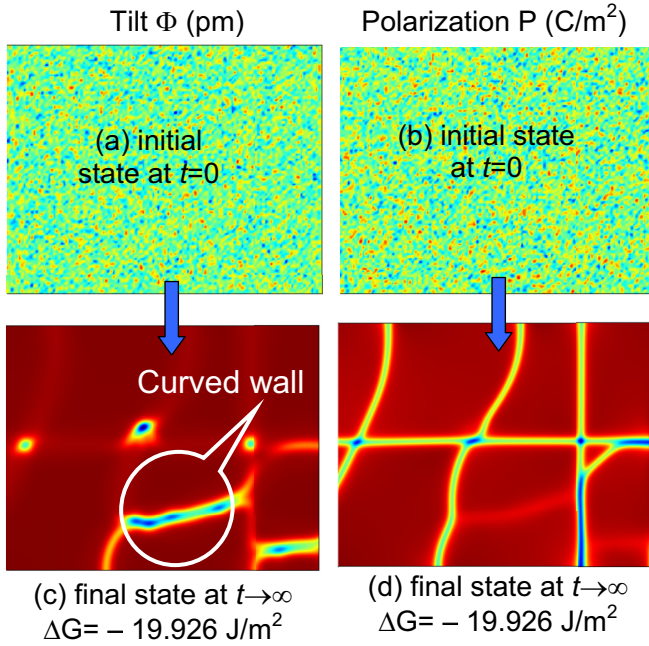 Tilt Φ (pm)
Polarization P (C/m²)
(a) initial
state at t=0
(b) initial state
at t=0
Curved wall
(c) final state at t→∞
ΔG= – 19.926 J/m²
(d) final state at t→∞
ΔG= – 19.926 J/m²